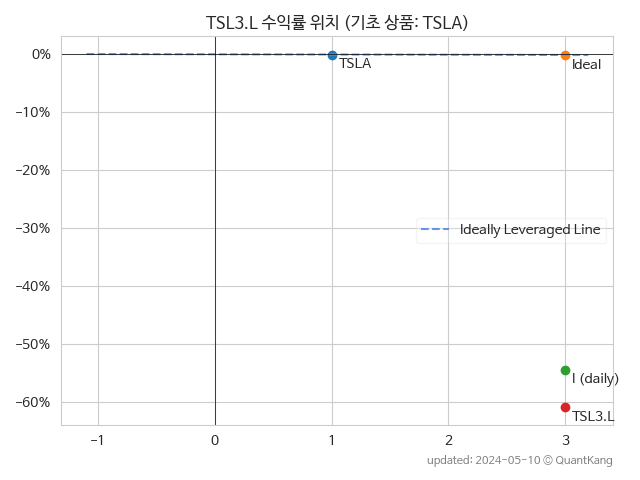 TSL3.L 수익률 위치 (기초 상품: TSLA)
0%
-10%
-20%
-30%
-40%
-50%
-60%
TSLA
Ideal
Ideally Leveraged Line
I (daily)
TSL3.L
-1
0
1
2
3
updated: 2024-05-10 © QuantKang